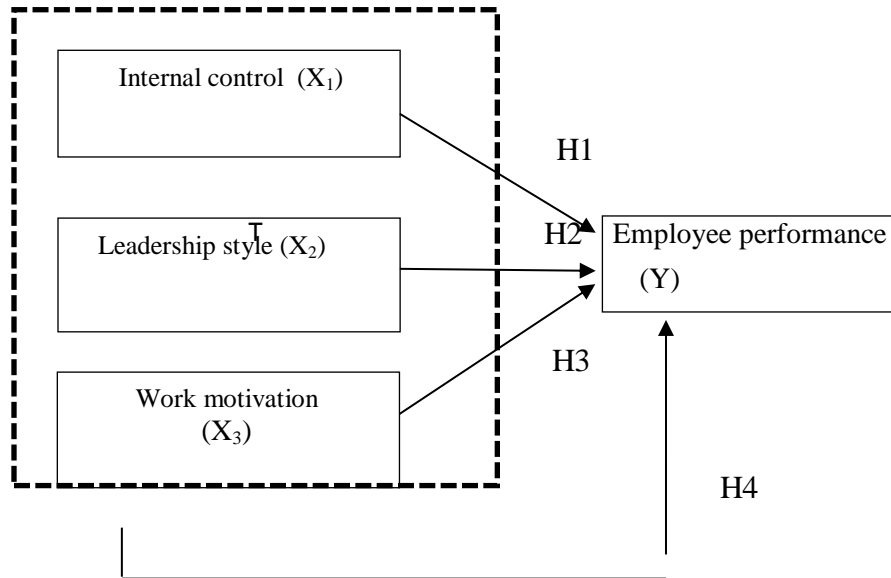 Internal control (X₁)
H1
T
Leadership style (X₂)
H2
Employee performance
(Y)
H3
Work motivation
(X₃)
H4